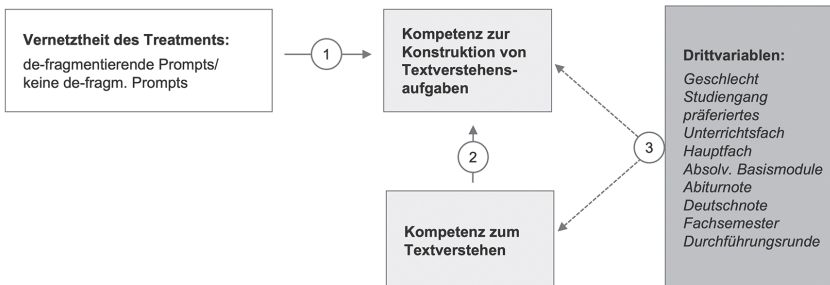 Vernetztheit des Treatments:
de-fragmentierende Prompts/
keine de-fragm. Prompts
1
Kompetenz zur
Konstruktion von
Textverstehens-
aufgaben
2
Kompetenz zum
Textverstehen
3
Drittvariablen:
Geschlecht
Studiengang
präferiertes
Unterrichtsfach
Hauptfach
Absolv. Basismodule
Abiturnote
Deutschnote
Fachsemester
Durchführungsrunde